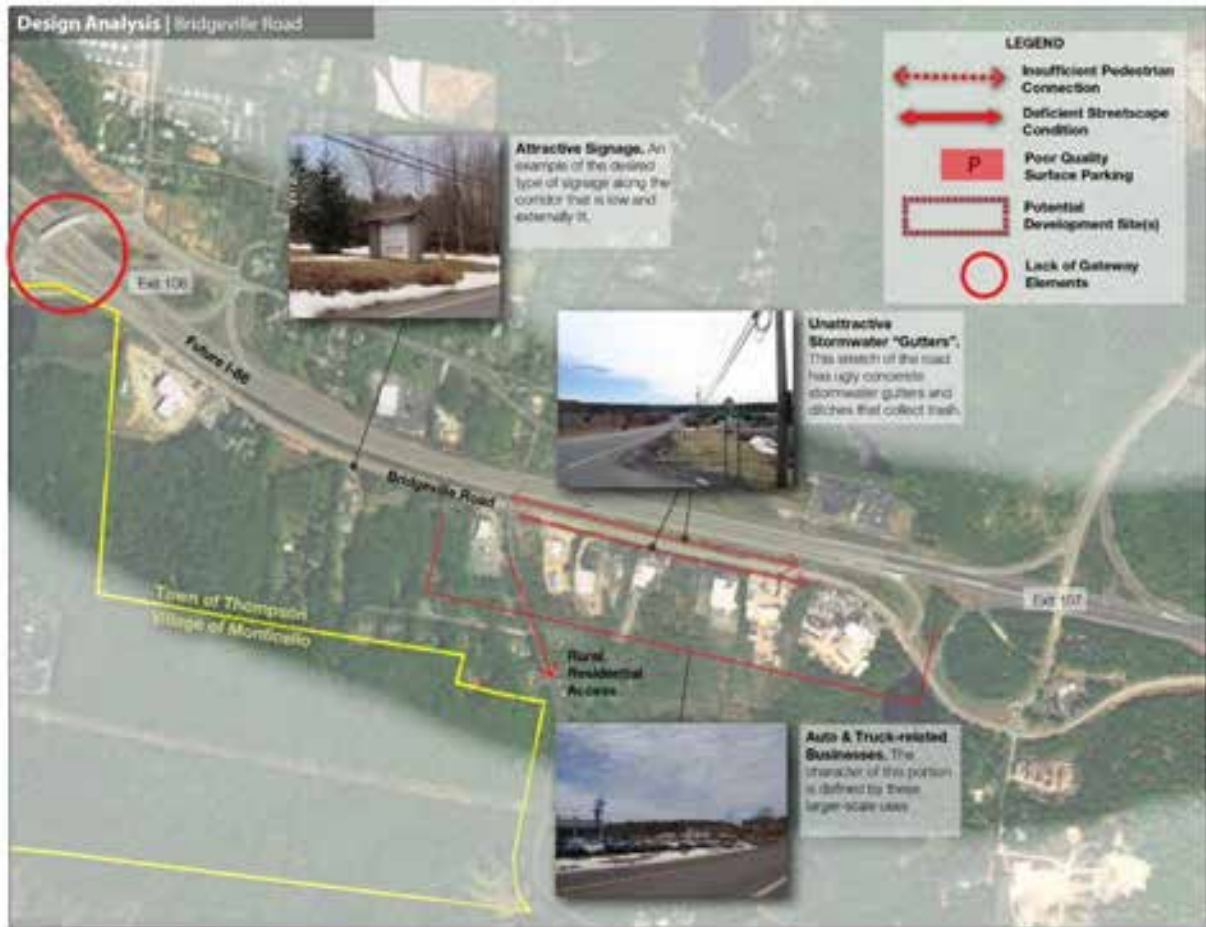 Design Analysis | Bridgeville Road
LEGEND
Insufficient Pedestrian
Connection
Deficient Streetscape
Condition
P
Poor Quality
Surface Parking
Potential
Development Site(s)
Lack of Gateway
Elements
Attractive Signage. An
example of the desired
type of signage along the
corridor that is low and
externally lit.
Exit 106
Future I-86
Unattractive
Stormwater "Gutters".
This stretch of the road
has ugly concrete
stormwater gutters and
ditches that collect trash.
Bridgeville Road
Exit 107
Town of Thompson
Village of Monticello
Rural
Residential
Access
Auto & Truck-related
Businesses. The
character of this portion
is defined by these
larger-scale uses